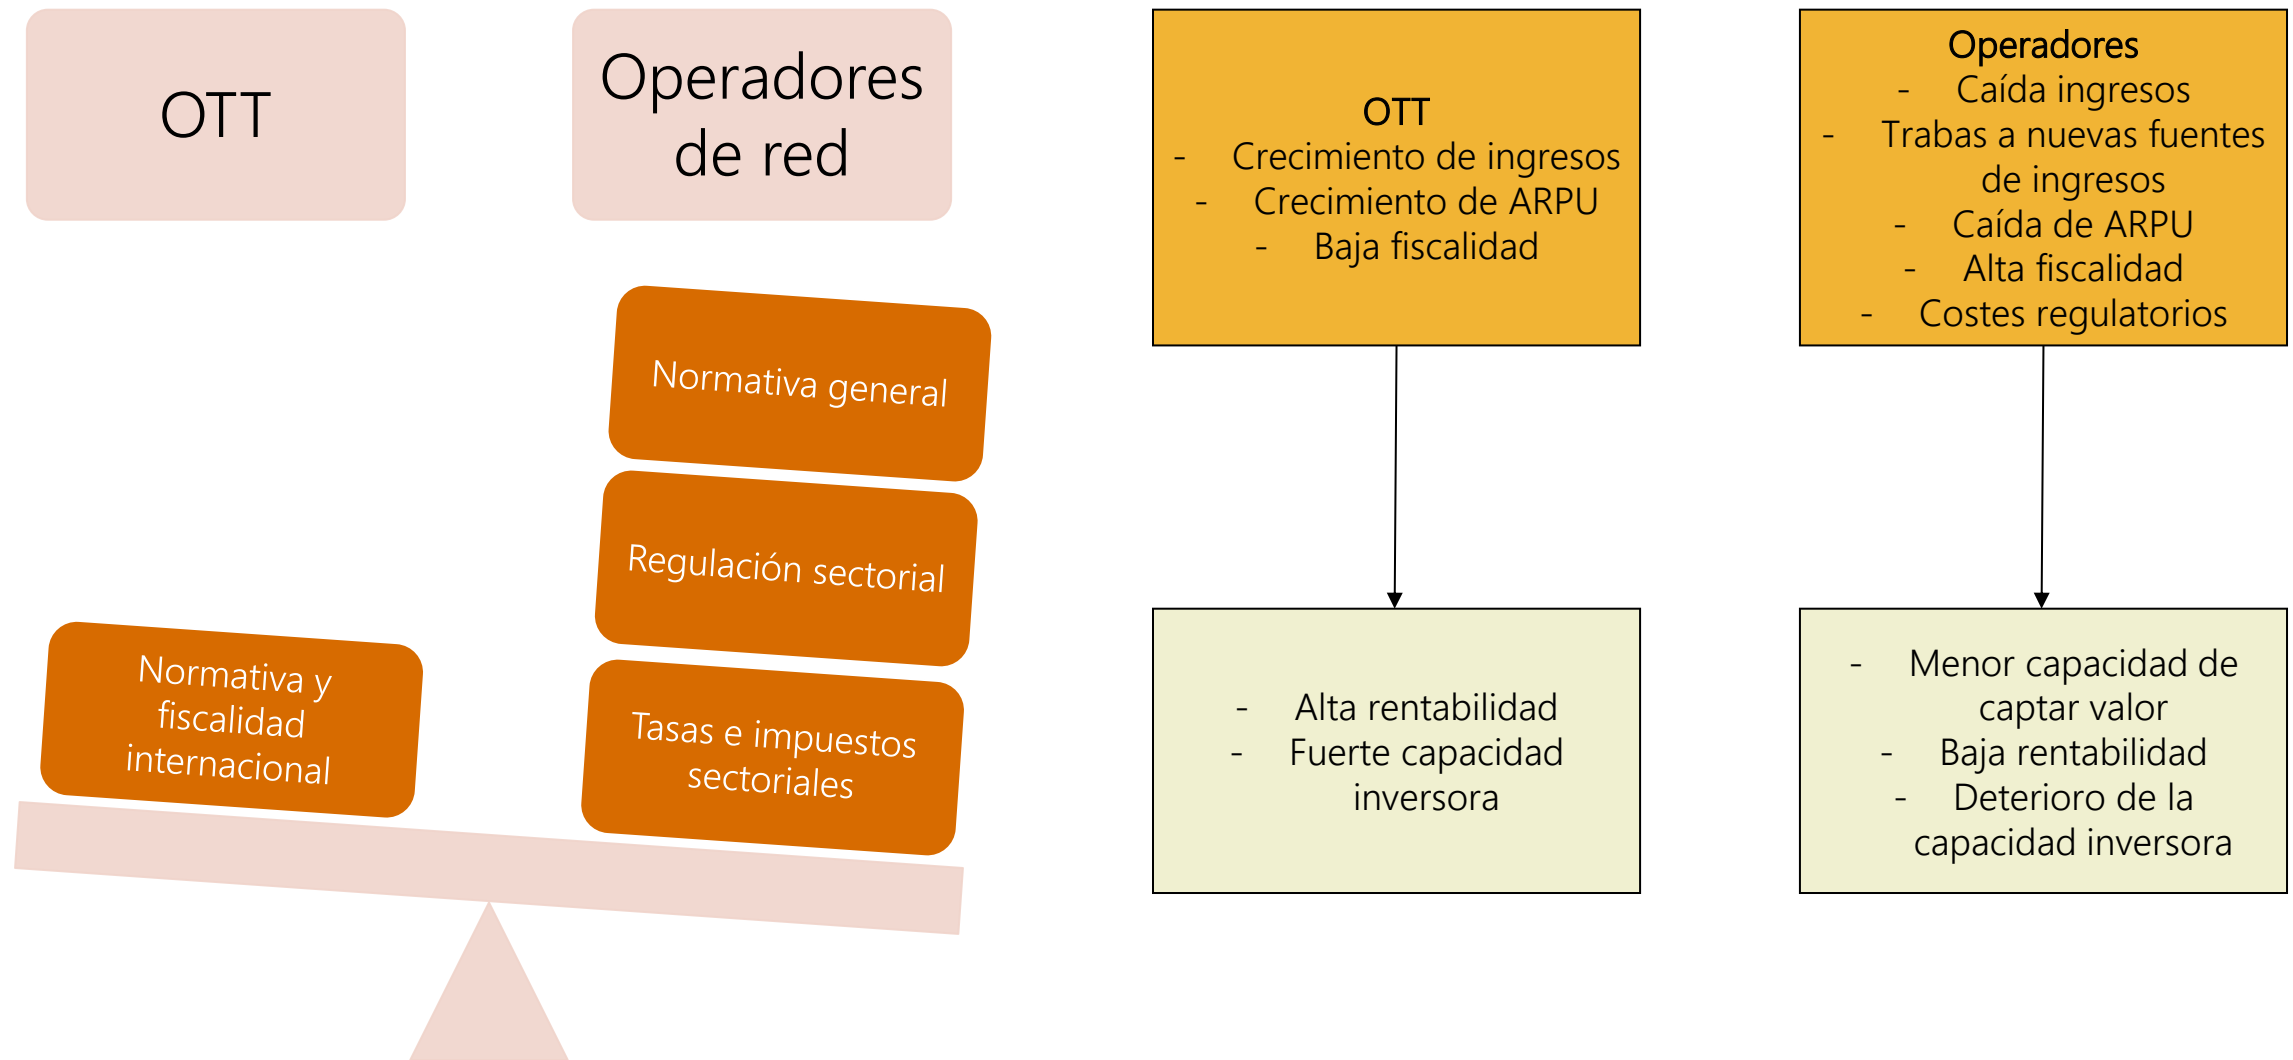 OTT
Operadores
de red
Normativa general
Regulación sectorial
Tasas e impuestos
sectoriales
Normativa y
fiscalidad
internacional
OTT
- Crecimiento de ingresos
- Crecimiento de ARPU
- Baja fiscalidad
- Alta rentabilidad
- Fuerte capacidad
inversora
Operadores
- Caída ingresos
- Trabas a nuevas fuentes
de ingresos
- Caída de ARPU
- Alta fiscalidad
- Costes regulatorios
- Menor capacidad de
captar valor
- Baja rentabilidad
- Deterioro de la
capacidad inversora